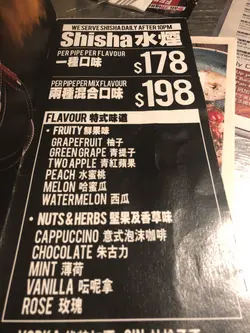 WE SERVE SHISHA DAILY AFTER 10PM
Shisha 水煙
PER PIPE PER FLAVOUR
一種口味 $178
PER PIPE PER MIX FLAVOUR
兩種混合口味 $198
FLAVOUR 特式味道
• FRUITY 鮮果味
GRAPEFRUIT 柚子
GREEN GRAPE 青提子
TWO APPLE 青紅蘋果
PEACH 水蜜桃
MELON 哈蜜瓜
WATERMELON 西瓜
• NUTS & HERBS 堅果及香草味
CAPPUCCINO 意式泡沫咖啡
CHOCOLATE 朱古力
MINT 薄荷
VANILLA 呍呢拿
ROSE 玫瑰